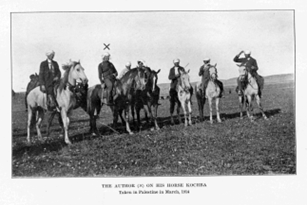 X
THE AUTHOR (X) ON HIS HORSE KOCHBA
Taken in Palestine in March, 1914